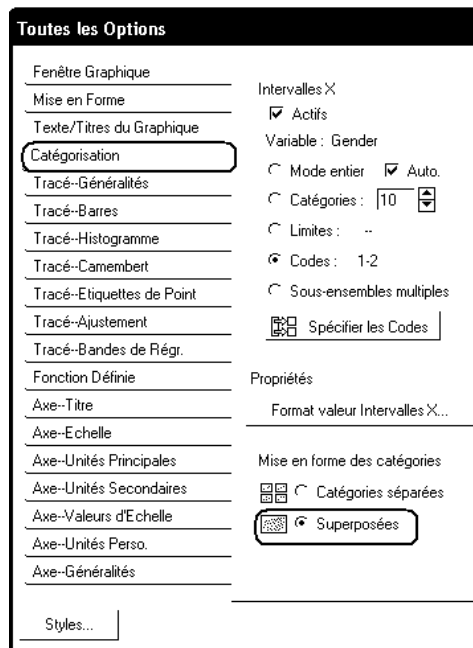 Toutes les Options
Fenêtre Graphique
Mise en Forme
Texte/Titres du Graphique
Catégorisation
Tracé--Généralités
Tracé--Barres
Tracé--Histogramme
Tracé--Camembert
Tracé--Etiquettes de Point
Tracé--Ajustement
Tracé--Bandes de Régr.
Fonction Définie
Axe--Titre
Axe--Echelle
Axe--Unités Principales
Axe--Unités Secondaires
Axe--Valeurs d'Echelle
Axe--Unités Perso.
Axe--Généralités
Styles...
Intervalles X
Actifs
Variable : Gender
Mode entier Auto.
Catégories : 10
Limites : --
Codes : 1-2
Sous-ensembles multiples
Spécifier les Codes
Propriétés
Format valeur Intervalles X...
Mise en forme des catégories
Catégories séparées
Superposées